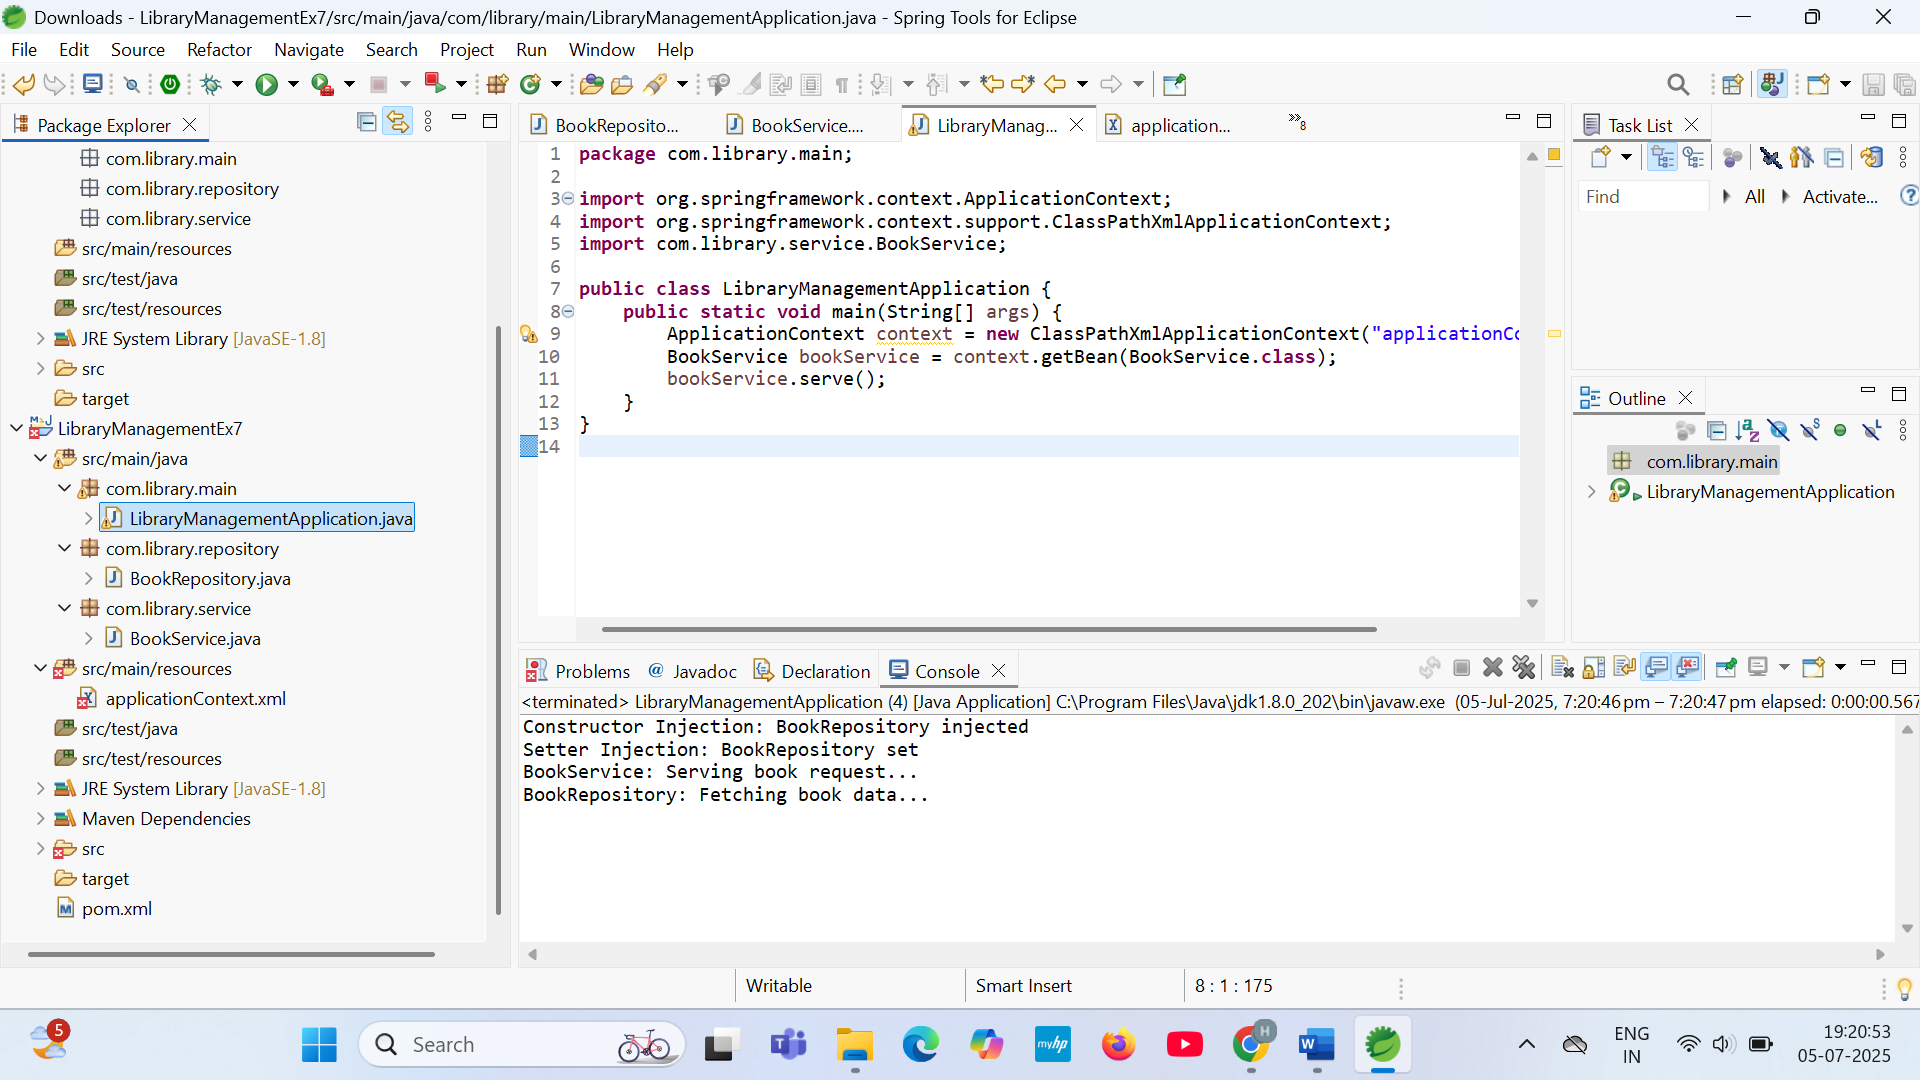 Downloads - LibraryManagementEx7/src/main/java/com/library/main/LibraryManagementApplication.java - Spring Tools for Eclipse
File Edit Source Refactor Navigate Search Project Run Window Help
Package Explorer
com.library.main
com.library.repository
com.library.service
src/main/resources
src/test/java
src/test/resources
JRE System Library [JavaSE-1.8]
src
target
LibraryManagementEx7
src/main/java
com.library.main
LibraryManagementApplication.java
com.library.repository
BookRepository.java
com.library.service
BookService.java
src/main/resources
applicationContext.xml
src/test/java
src/test/resources
JRE System Library [JavaSE-1.8]
Maven Dependencies
src
target
pom.xml
BookReposito... BookService.... LibraryManag... application... »8
1 package com.library.main;
2
3 import org.springframework.context.ApplicationContext;
4 import org.springframework.context.support.ClassPathXmlApplicationContext;
5 import com.library.service.BookService;
6
7 public class LibraryManagementApplication {
8 public static void main(String[] args) {
9 ApplicationContext context = new ClassPathXmlApplicationContext("applicationCo
10 BookService bookService = context.getBean(BookService.class);
11 bookService.serve();
12 }
13 }
14
Task List
Find All Activate...
Outline
com.library.main
LibraryManagementApplication
Problems @ Javadoc Declaration Console
<terminated> LibraryManagementApplication (4) [Java Application] C:\Program Files\Java\jdk1.8.0_202\bin\javaw.exe (05-Jul-2025, 7:20:46 pm – 7:20:47 pm elapsed: 0:00:00.567
Constructor Injection: BookRepository injected
Setter Injection: BookRepository set
BookService: Serving book request...
BookRepository: Fetching book data...
Writable Smart Insert 8 : 1 : 175
5
Search
myhp
H
ENG
IN
19:20:53
05-07-2025